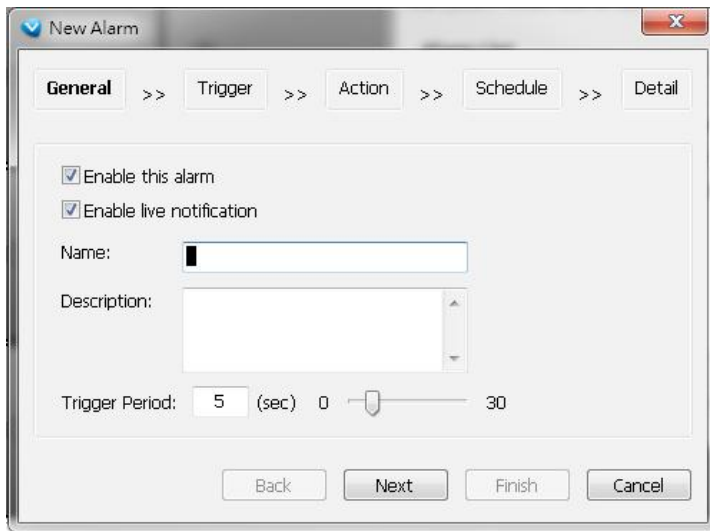 New Alarm
General >> Trigger >> Action >> Schedule >> Detail
Enable this alarm
Enable live notification
Name:
Description:
Trigger Period: 5 (sec) 0 30
Back Next Finish Cancel